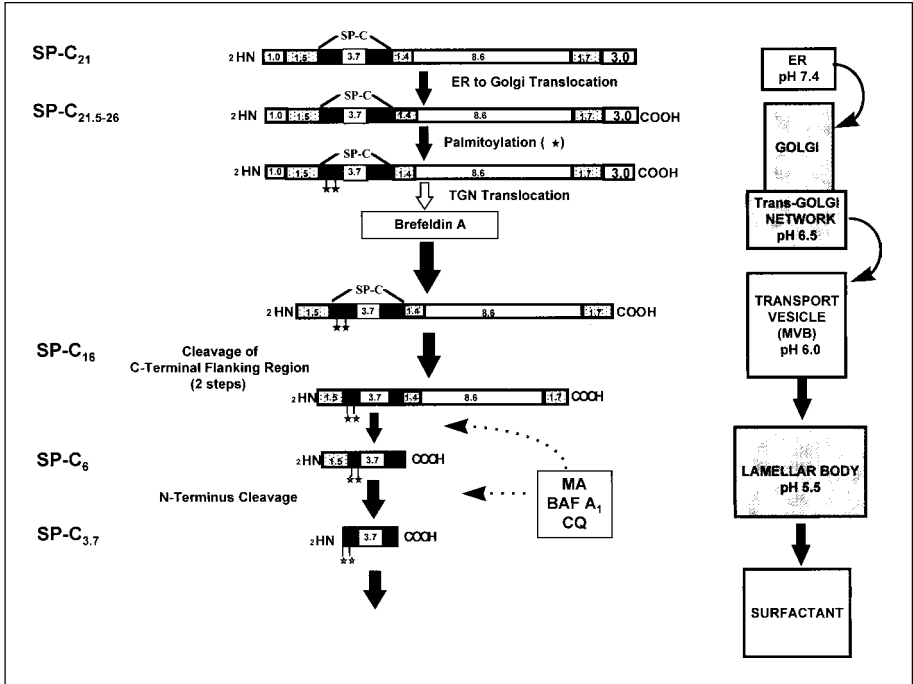 SP-C
SP-C21
2 HN 1.0 1.5 3.7 1.4 8.6 1.7 3.0
ER to Golgi Translocation
SP-C
SP-C21.5-26
2HN 1.0 1.5 3.7 1.4 8.6 1.7 3.0 COOH
Palmitoylation ( ★ )
SP-C
2HN 1.0 1.5 3.7 1.4 8.6 1.7 3.0 COOH
★★
TGN Translocation
Brefeldin A
SP-C
2HN 1.5 3.7 1.4 8.6 1.7 COOH
★★
SP-C16
Cleavage of
C-Terminal Flanking Region
(2 steps)
2HN 1.5 3.7 1.4 8.6 1.7 COOH
★★
SP-C6
2HN 1.5 3.7 COOH
★★
N-Terminus Cleavage
MA
BAF A1
CQ
SP-C3.7
2HN 3.7 COOH
★★
ER
pH 7.4
GOLGI
Trans-GOLGI
NETWORK
pH 6.5
TRANSPORT
VESICLE
(MVB)
pH 6.0
LAMELLAR BODY
pH 5.5
SURFACTANT